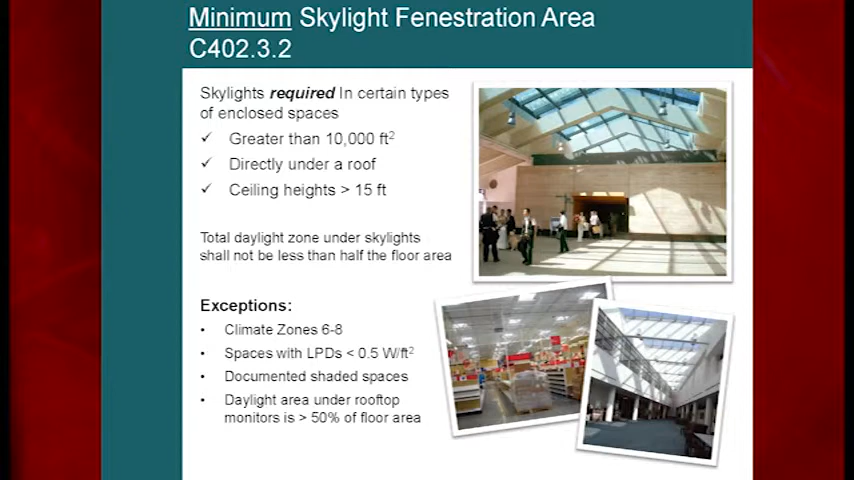 Minimum Skylight Fenestration Area
C402.3.2
Skylights required In certain types
of enclosed spaces
✓ Greater than 10,000 ft²
✓ Directly under a roof
✓ Ceiling heights > 15 ft
Total daylight zone under skylights
shall not be less than half the floor area
Exceptions:
• Climate Zones 6-8
• Spaces with LPDs < 0.5 W/ft²
• Documented shaded spaces
• Daylight area under rooftop
monitors is > 50% of floor area